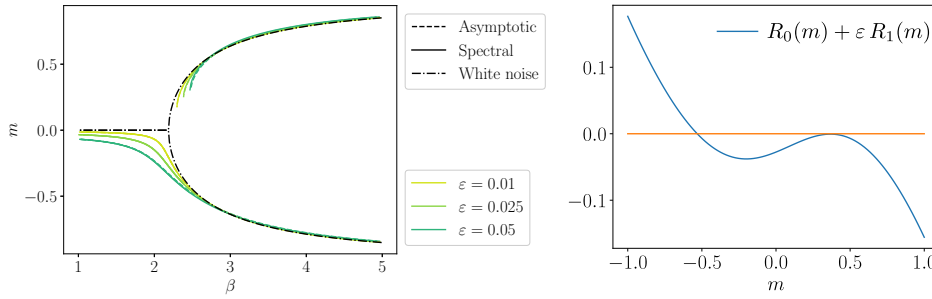 0.5
0.0
−0.5
m
1
2
3
4
5
β
Asymptotic
Spectral
White noise
ε = 0.01
ε = 0.025
ε = 0.05
R₀(m) + ε R₁(m)
0.1
0.0
−0.1
−1.0
−0.5
0.0
0.5
1.0
m